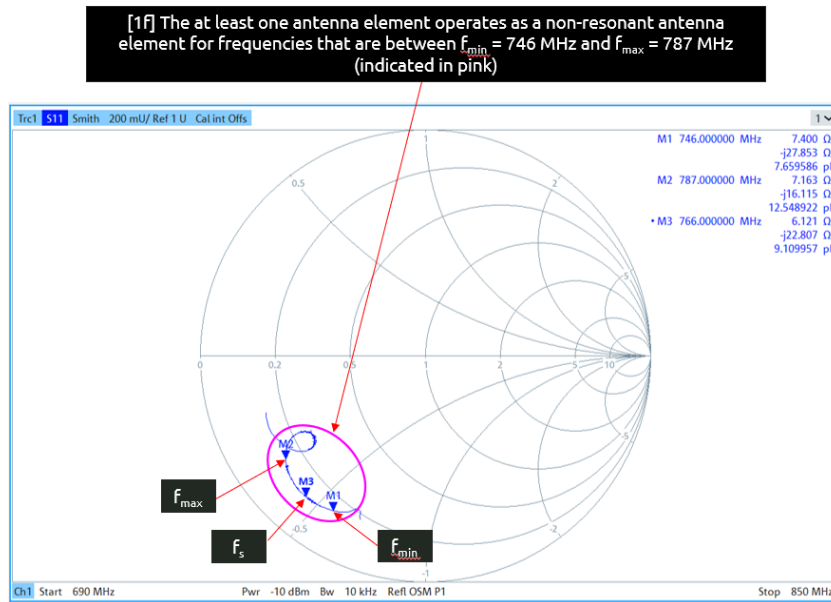 [1f] The at least one antenna element operates as a non-resonant antenna
element for frequencies that are between fmin = 746 MHz and fmax = 787 MHz
(indicated in pink)
Trc1 S11 Smith 200 mU/ Ref 1 U Cal int Offs
1
M1 746.000000 MHz 7.400 Ω
-j27.853 Ω
7.659586 p
M2 787.000000 MHz 7.163 Ω
-j16.115 Ω
12.548922 p
• M3 766.000000 MHz 6.121 Ω
-j22.807 Ω
9.109957 p
1
0.5
2
5
0
0.2
0.5
1
2
5
10
-5
M2
M3
M1
fmax
-0.5
-2
fs
fmin
-1
Ch1 Start 690 MHz Pwr -10 dBm Bw 10 kHz Refl OSM P1 Stop 850 MHz